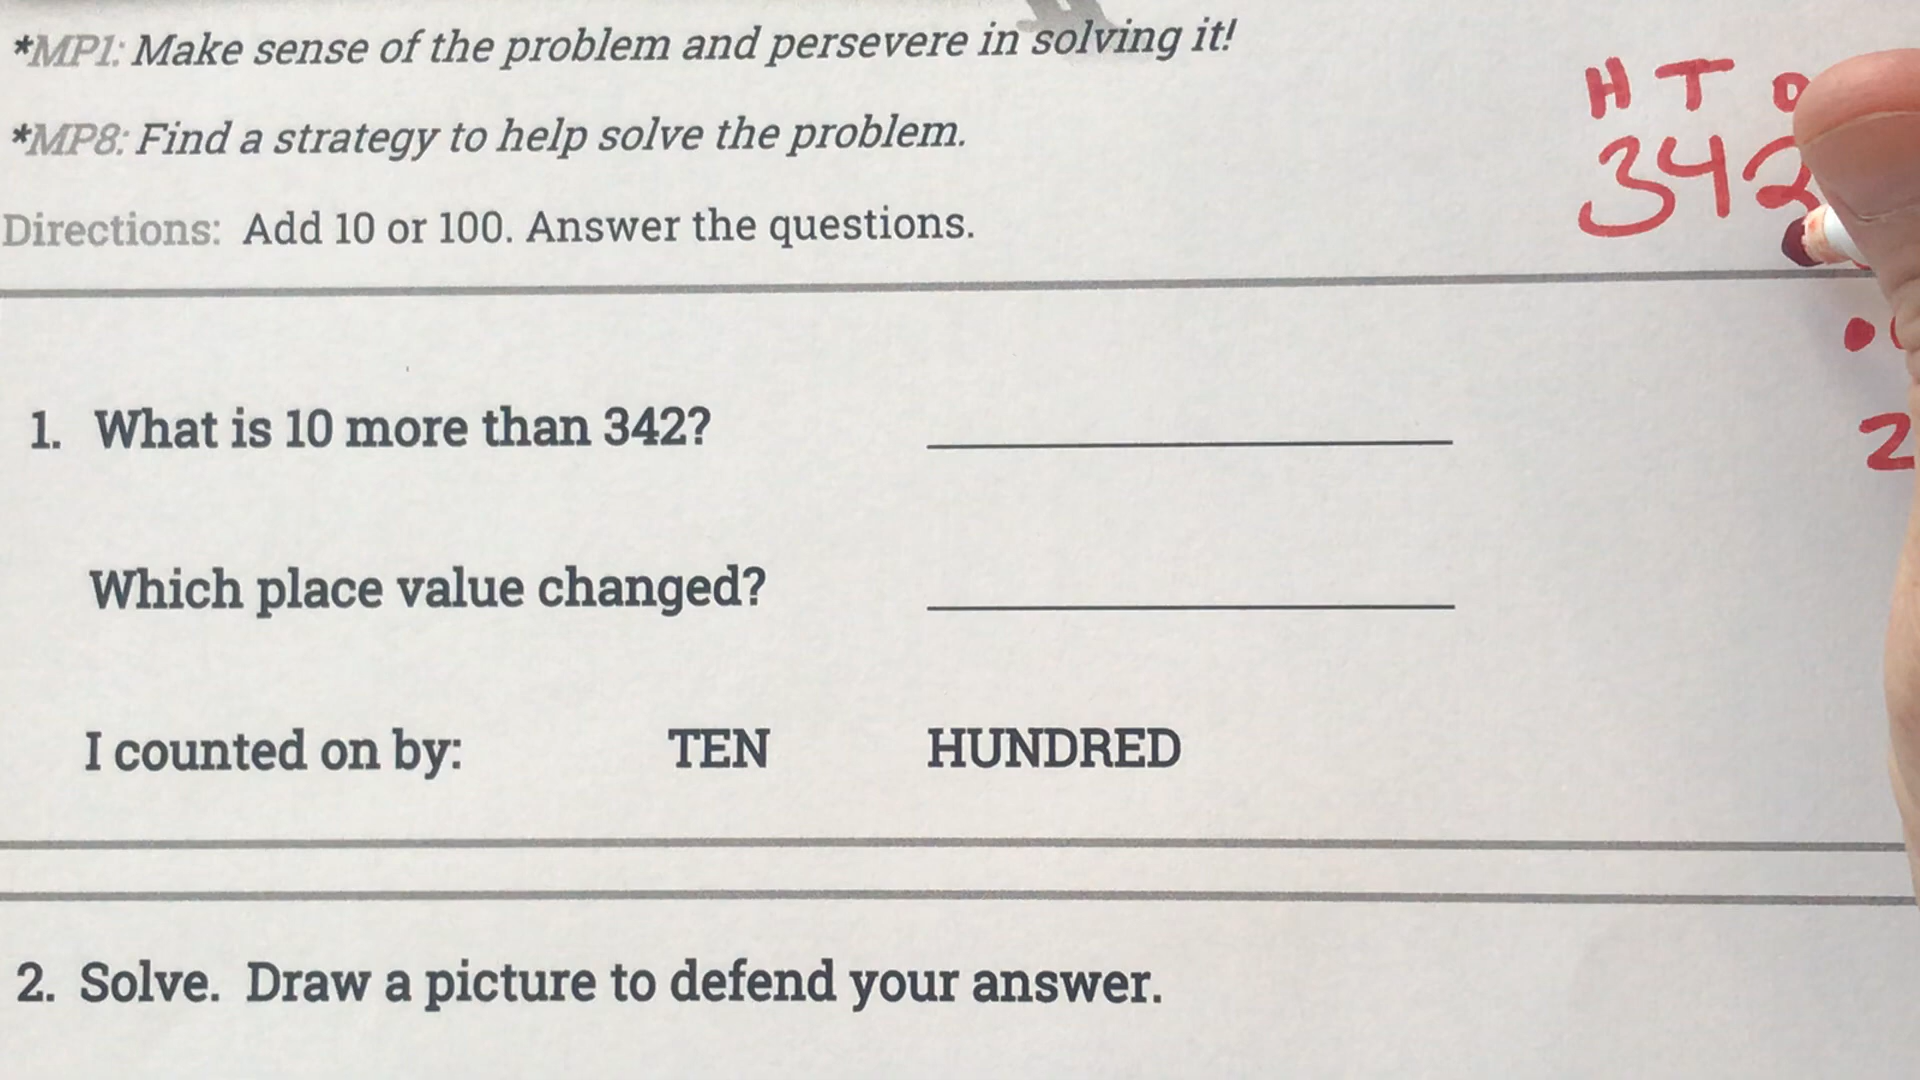 *MP1: Make sense of the problem and persevere in solving it!
*MP8: Find a strategy to help solve the problem.
Directions: Add 10 or 100. Answer the questions.
H T O
342
2
1. What is 10 more than 342?
Which place value changed?
I counted on by: TEN HUNDRED
2. Solve. Draw a picture to defend your answer.